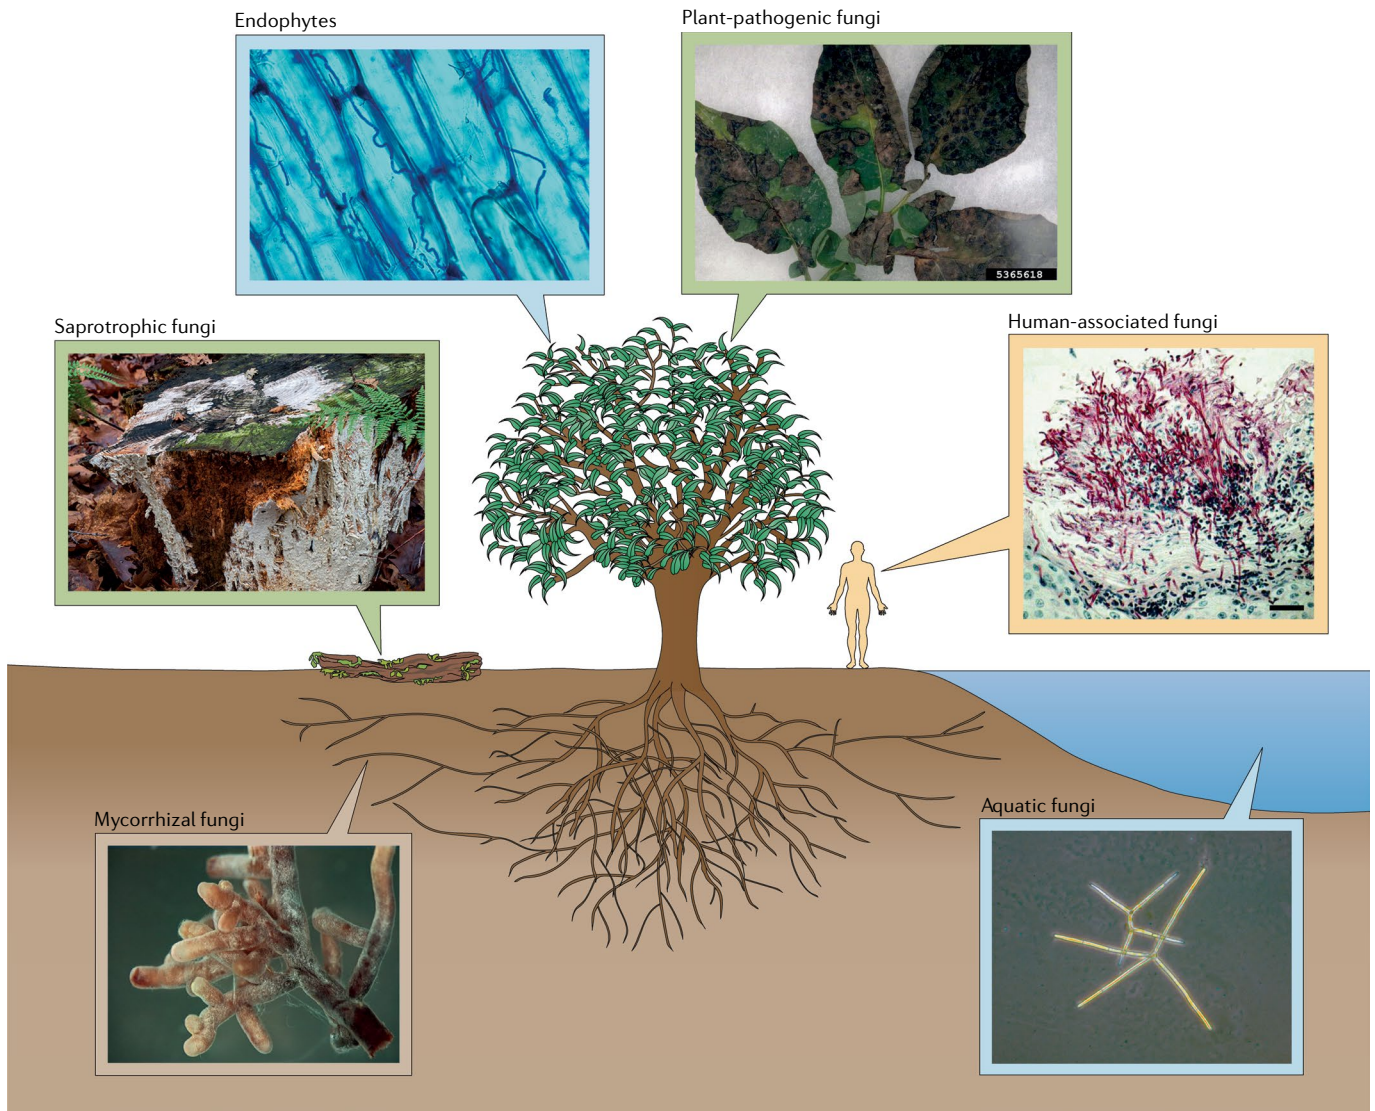 Endophytes
Plant-pathogenic fungi
5365618
Saprotrophic fungi
Human-associated fungi
Mycorrhizal fungi
Aquatic fungi